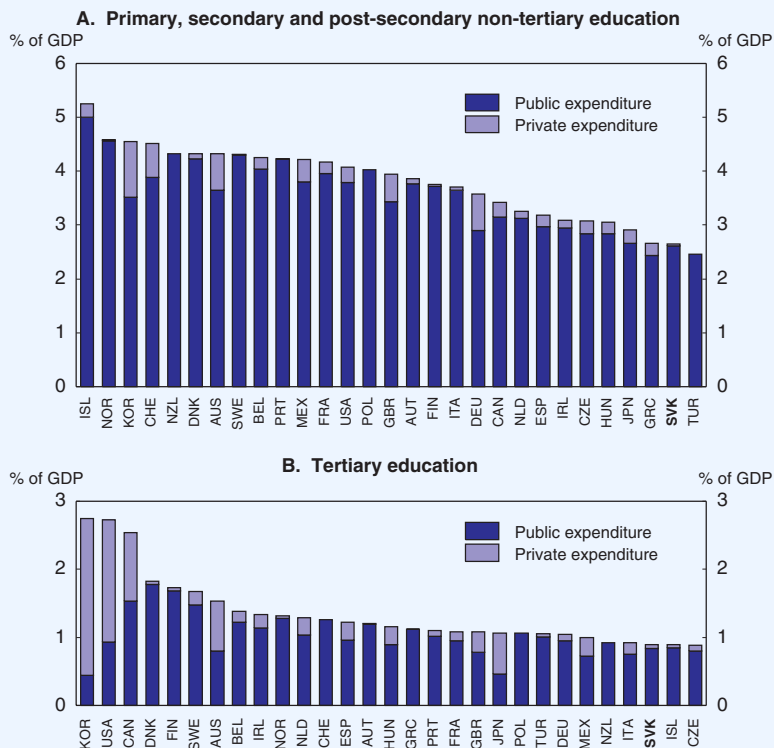 A. Primary, secondary and post-secondary non-tertiary education
% of GDP % of GDP
6 6
Public expenditure
5 5
Private expenditure
4 4
3 3
2 2
1 1
0 0
ISL NOR KOR CHE NZL DNK AUS SWE BEL PRT MEX FRA USA POL GBR AUT FIN ITA DEU CAN NLD ESP IRL CZE HUN JPN GRC SVK TUR
B. Tertiary education
% of GDP % of GDP
3 3
Public expenditure
Private expenditure
2 2
1 1
0 0
KOR USA CAN DNK FIN SWE AUS BEL IRL NOR NLD CHE ESP AUT HUN GRC PRT FRA GBR JPN POL TUR DEU MEX NZL ITA SVK ISL CZE